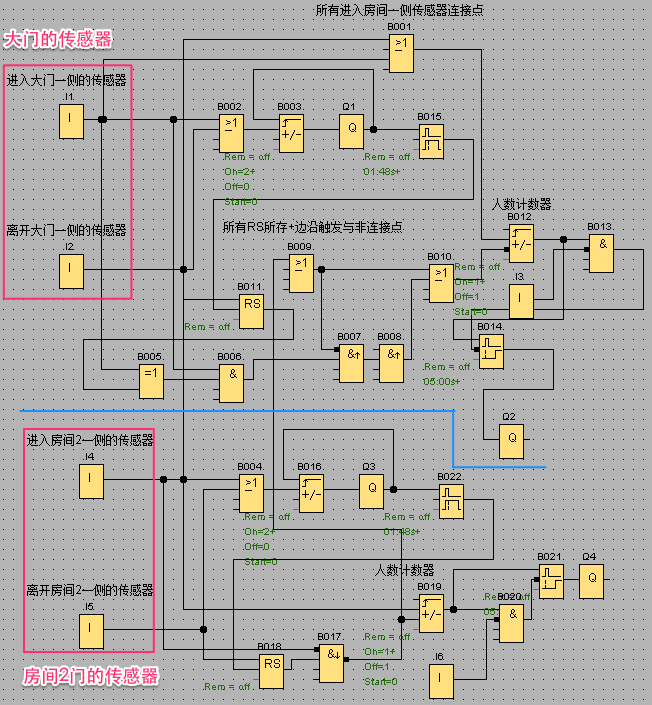 所有进入房间一侧传感器连接点
大门的传感器
B001
>1
进入大门一侧的传感器
I1
I
B002
>1
Rem = off
On=2+
Off=0
Start=0
B003
+/-
Q1
Q
B015
Rem = off
01:48s+
离开大门一侧的传感器
I2
I
所有RS所存+边沿触发与非连接点
人数计数器
B012
+/-
Rem = off
On=1+
Off=1
Start=0
B013
&
B009
>1
B010
>1
I3
I
B011
RS
Rem = off
B014
Rem = off
05:00s+
B005
=1
B006
&
B007
&↑
B008
&↑
Q2
Q
进入房间2一侧的传感器
I4
I
B004
>1
Rem = off
On=2+
Off=0
Start=0
B016
+/-
Q3
Q
B022
Rem = off
01:48s+
人数计数器
离开房间2一侧的传感器
I5
I
B019
+/-
Rem = off
On=1+
Off=1
Start=0
B021
Q4
Q
B020
&
B017
&↓
B018
RS
Rem = off
I6
I
房间2门的传感器